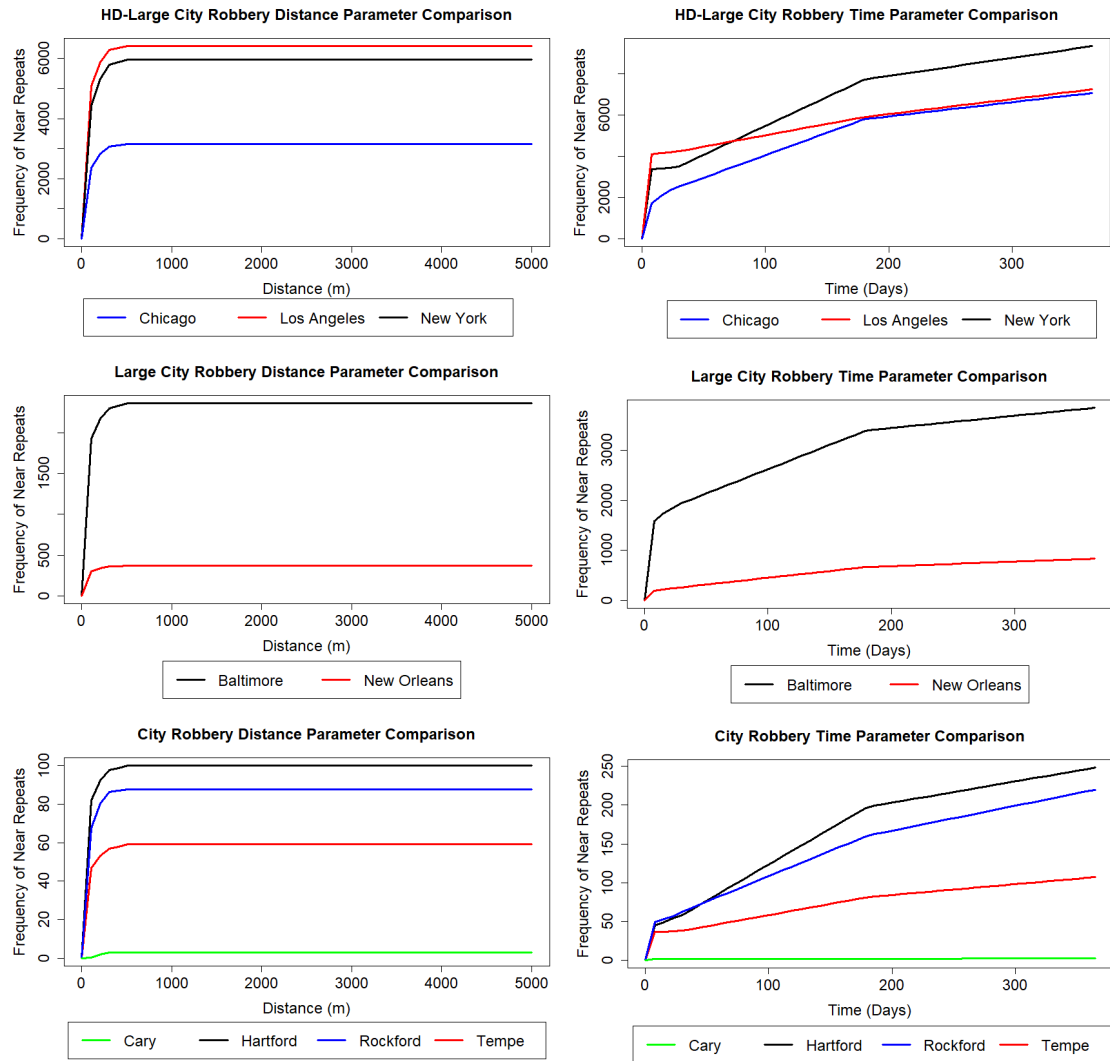 HD-Large City Robbery Distance Parameter Comparison
Frequency of Near Repeats
0 2000 4000 6000
0 1000 2000 3000 4000 5000
Distance (m)
Chicago Los Angeles New York
HD-Large City Robbery Time Parameter Comparison
Frequency of Near Repeats
0 2000 6000
0 100 200 300
Time (Days)
Chicago Los Angeles New York
Large City Robbery Distance Parameter Comparison
Frequency of Near Repeats
0 500 1500
0 1000 2000 3000 4000 5000
Distance (m)
Baltimore New Orleans
Large City Robbery Time Parameter Comparison
Frequency of Near Repeats
0 1000 2000 3000
0 100 200 300
Time (Days)
Baltimore New Orleans
City Robbery Distance Parameter Comparison
Frequency of Near Repeats
0 20 40 60 80 100
0 1000 2000 3000 4000 5000
Distance (m)
Cary Hartford Rockford Tempe
City Robbery Time Parameter Comparison
Frequency of Near Repeats
0 50 100 150 200 250
0 100 200 300
Time (Days)
Cary Hartford Rockford Tempe